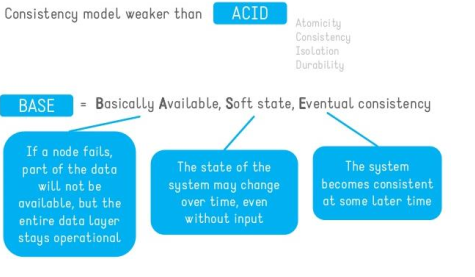 Consistency model weaker than ACID
Atomicity
Consistency
Isolation
Durability
BASE = Basically Available, Soft state, Eventual consistency
If a node fails,
part of the data
will not be
available, but the
entire data layer
stays operational
The state of the
system may change
over time, even
without input
The system
becomes consistent
at some later time